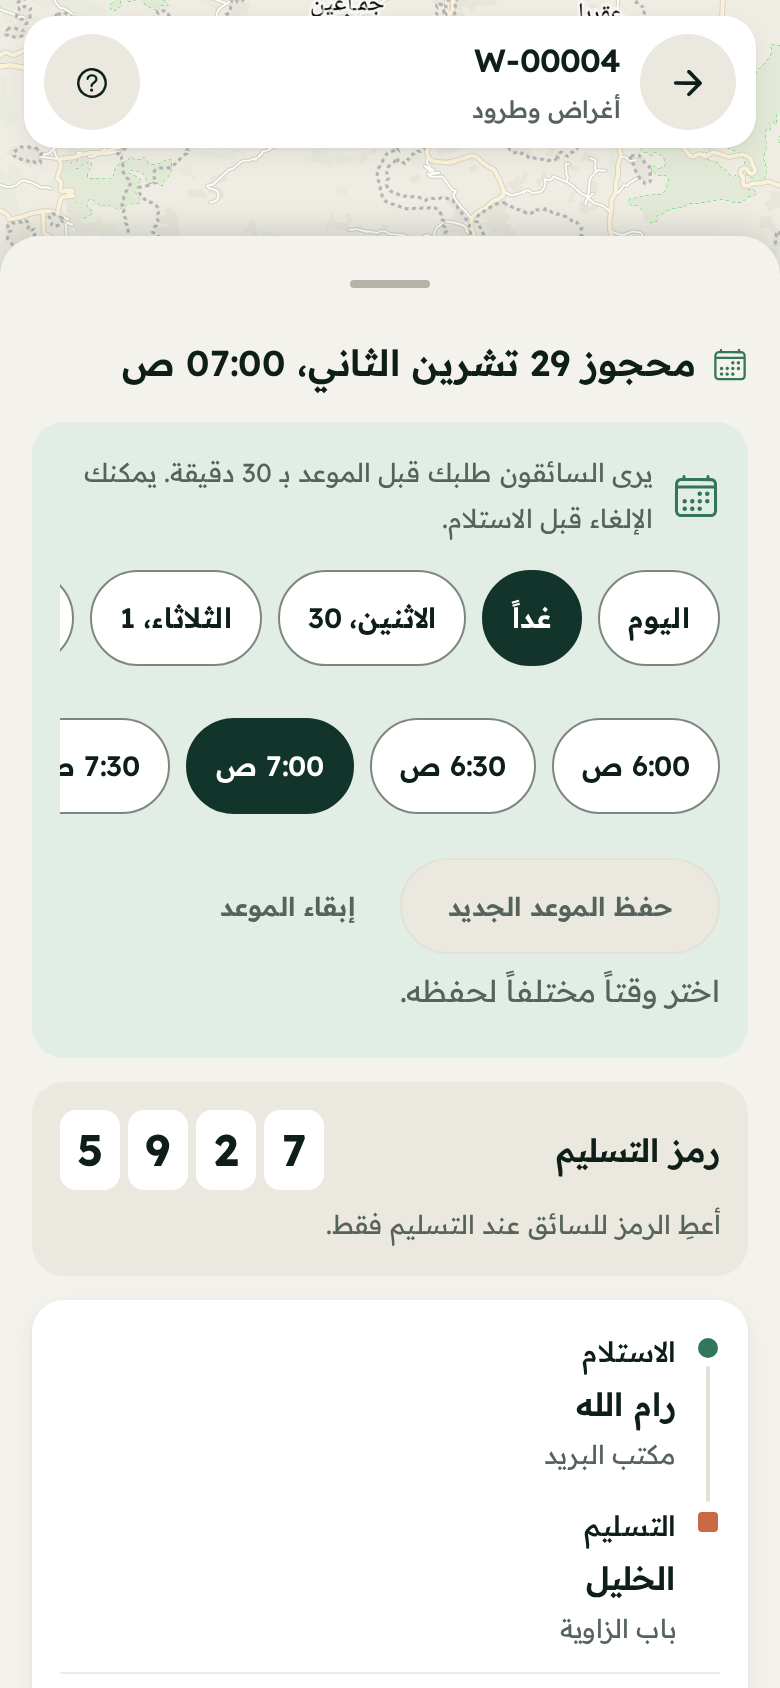 جماعين
عقربا
W-00004
أغراض وطرود
محجوز 29 تشرين الثاني، 07:00 ص
يرى السائقون طلبك قبل الموعد بـ 30 دقيقة. يمكنك
الإلغاء قبل الاستلام.
اليوم
غداً
الاثنين، 30
الثلاثاء، 1
6:00 ص
6:30 ص
7:00 ص
7:30 ص
حفظ الموعد الجديد
إبقاء الموعد
اختر وقتاً مختلفاً لحفظه.
رمز التسليم
5 9 2 7
أعطِ الرمز للسائق عند التسليم فقط.
الاستلام
رام الله
مكتب البريد
التسليم
الخليل
باب الزاوية